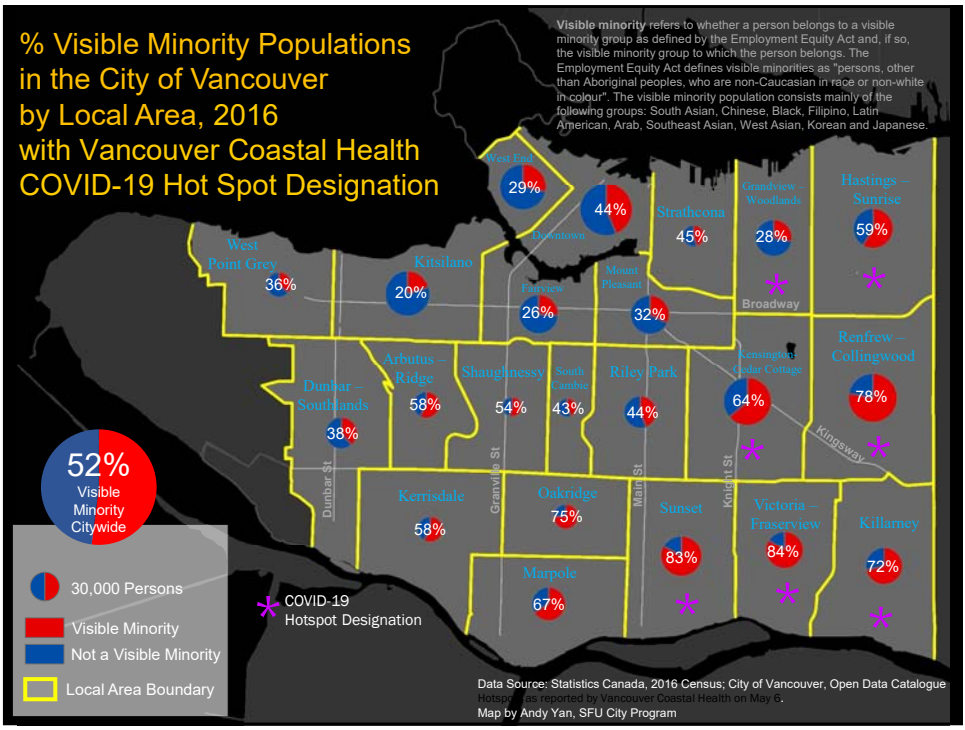 % Visible Minority Populations
in the City of Vancouver
by Local Area, 2016
with Vancouver Coastal Health
COVID-19 Hot Spot Designation
Visible minority refers to whether a person belongs to a visible
minority group as defined by the Employment Equity Act and, if so,
the visible minority group to which the person belongs. The
Employment Equity Act defines visible minorities as "persons, other
than Aboriginal peoples, who are non-Caucasian in race or non-white
in colour". The visible minority population consists mainly of the
following groups: South Asian, Chinese, Black, Filipino, Latin
American, Arab, Southeast Asian, West Asian, Korean and Japanese.
West End
29%
44%
Downtown
Strathcona
45%
Grandview –
Woodlands
28%
Hastings –
Sunrise
59%
West
Point Grey
36%
Kitsilano
20%
Fairview
26%
Mount
Pleasant
32%
Broadway
Dunbar –
Southlands
38%
Arbutus –
Ridge
58%
Shaughnessy
54%
South
Cambie
43%
Riley Park
44%
Kensington-
Cedar Cottage
64%
Renfrew –
Collingwood
78%
Kingsway
Dunbar St
Granville St
Main St
Knight St
Kerrisdale
58%
Oakridge
75%
Marpole
67%
Sunset
83%
Victoria –
Fraserview
84%
Killarney
72%
52%
Visible
Minority
Citywide
30,000 Persons
Visible Minority
Not a Visible Minority
Local Area Boundary
COVID-19
Hotspot Designation
Data Source: Statistics Canada, 2016 Census; City of Vancouver, Open Data Catalogue
Hotspots as reported by Vancouver Coastal Health on May 6.
Map by Andy Yan, SFU City Program